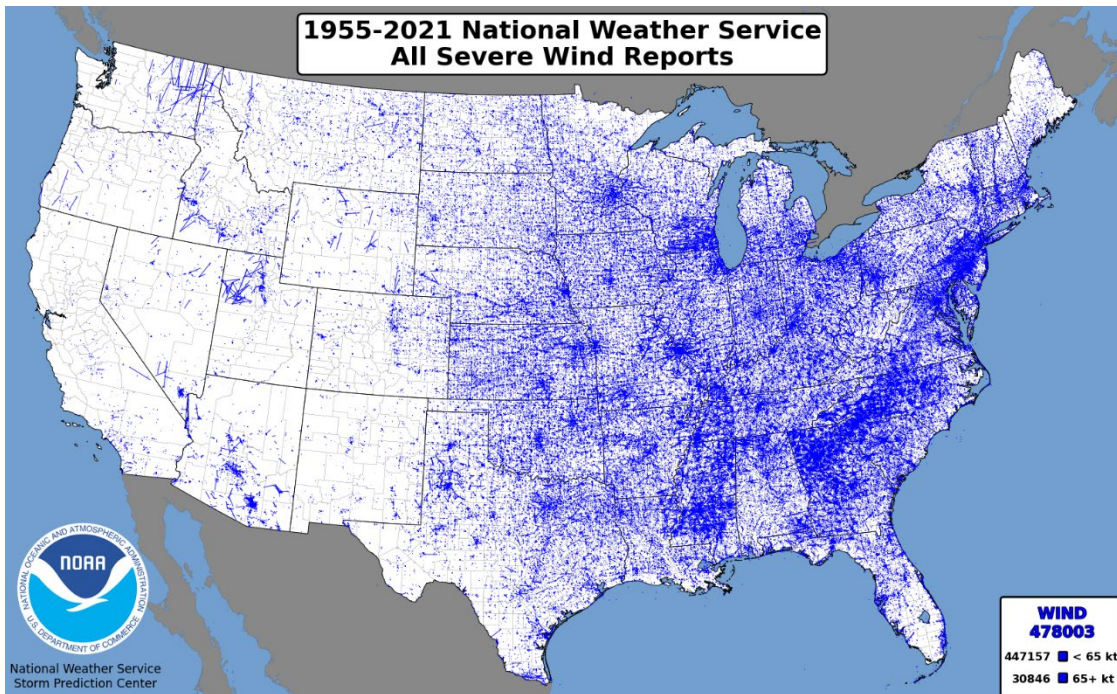 1955-2021 National Weather Service
All Severe Wind Reports
NATIONAL OCEANIC AND ATMOSPHERIC ADMINISTRATION
NOAA
U.S. DEPARTMENT OF COMMERCE
National Weather Service
Storm Prediction Center
WIND
478003
447157 < 65 kt
30846 65+ kt